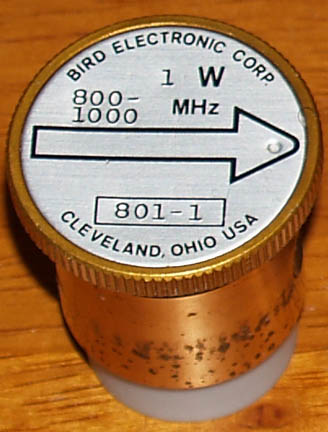 BIRD ELECTRONIC CORP.
1 W
800-
1000 MHz
801-1
CLEVELAND, OHIO USA